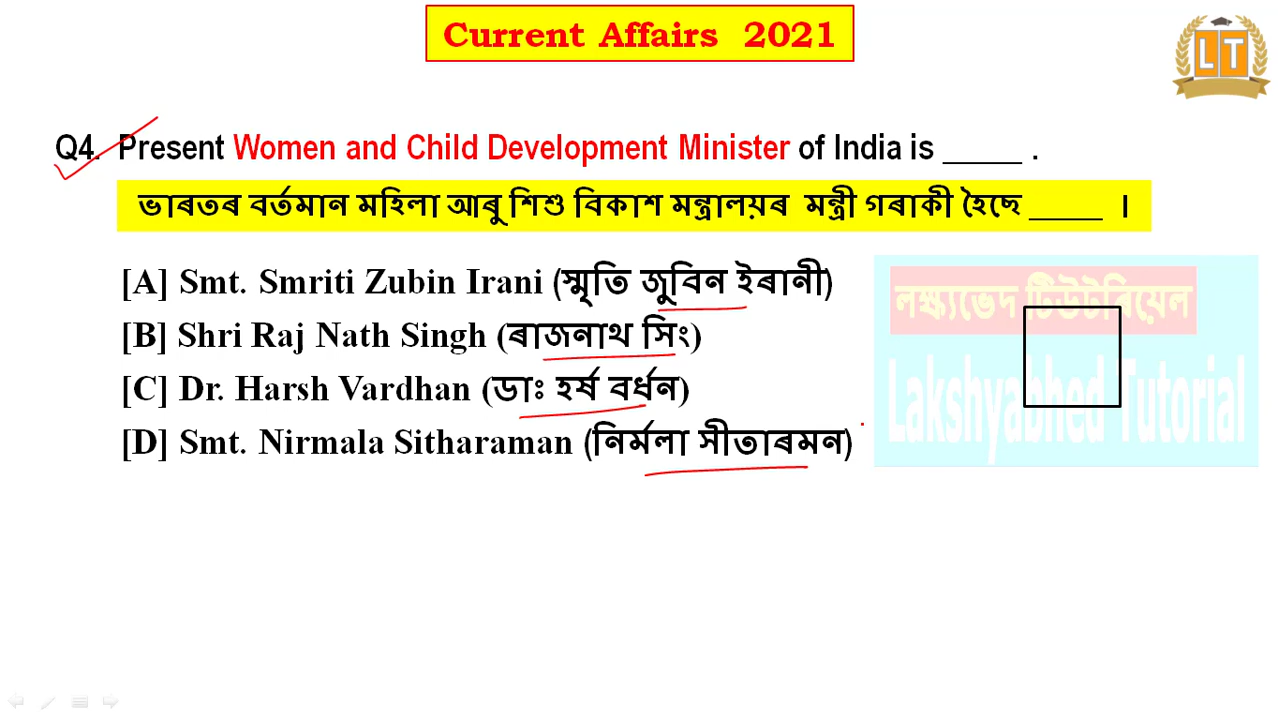 Current Affairs 2021
LT
Q4. Present Women and Child Development Minister of India is _____ .
ভাৰতৰ বৰ্তমান মহিলা আৰু শিশু বিকাশ মন্ত্ৰালয়ৰ মন্ত্ৰী গৰাকী হৈছে _____ ।
[A] Smt. Smriti Zubin Irani (স্মৃতি জুবিন ইৰানী)
[B] Shri Raj Nath Singh (ৰাজনাথ সিং)
[C] Dr. Harsh Vardhan (ডাঃ হৰ্ষ বৰ্ধন)
[D] Smt. Nirmala Sitharaman (নিৰ্মলা সীতাৰমন)
লক্ষ্যভেদ টিউটৰিয়েল
Lakshyabhed Tutorial